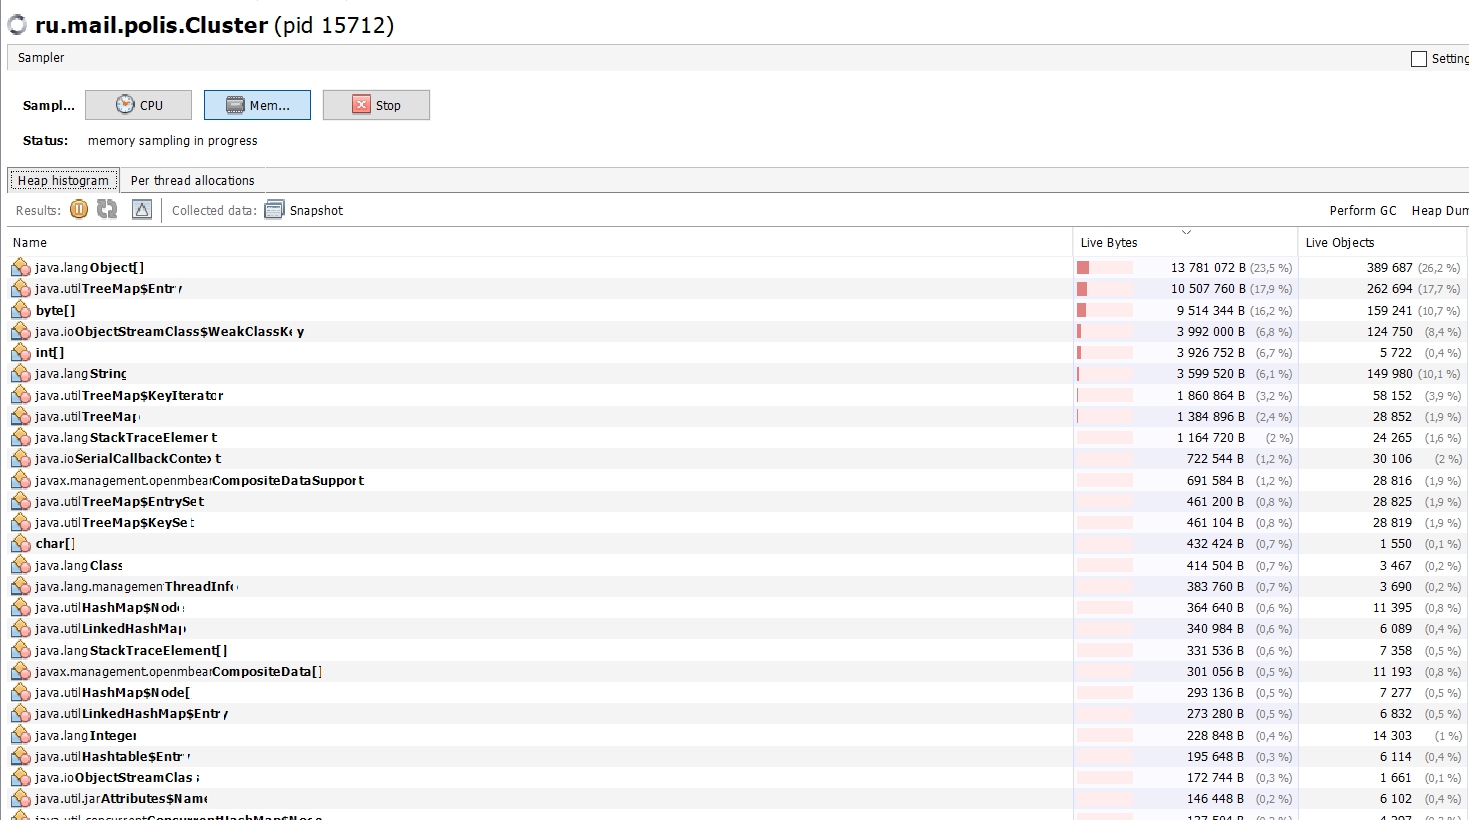 ru.mail.polis.Cluster (pid 15712)
Sampler Setting
Sampl... CPU Mem... Stop
Status: memory sampling in progress
Heap histogram Per thread allocations
Results: Collected data: Snapshot Perform GC Heap Dum
Name Live Bytes Live Objects
java.lang.Object[] 13 781 072 B (23,5 %) 389 687 (26,2 %)
java.util.TreeMap$Entry 10 507 760 B (17,9 %) 262 694 (17,7 %)
byte[] 9 514 344 B (16,2 %) 159 241 (10,7 %)
java.io.ObjectStreamClass$WeakClassKey 3 992 000 B (6,8 %) 124 750 (8,4 %)
int[] 3 926 752 B (6,7 %) 5 722 (0,4 %)
java.lang.String 3 599 520 B (6,1 %) 149 980 (10,1 %)
java.util.TreeMap$KeyIterator 1 860 864 B (3,2 %) 58 152 (3,9 %)
java.util.TreeMap 1 384 896 B (2,4 %) 28 852 (1,9 %)
java.lang.StackTraceElement 1 164 720 B (2 %) 24 265 (1,6 %)
java.io.SerialCallbackContext 722 544 B (1,2 %) 30 106 (2 %)
javax.management.openmbean.CompositeDataSupport 691 584 B (1,2 %) 28 816 (1,9 %)
java.util.TreeMap$EntrySet 461 200 B (0,8 %) 28 825 (1,9 %)
java.util.TreeMap$KeySet 461 104 B (0,8 %) 28 819 (1,9 %)
char[] 432 424 B (0,7 %) 1 550 (0,1 %)
java.lang.Class 414 504 B (0,7 %) 3 467 (0,2 %)
java.lang.management.ThreadInfo 383 760 B (0,7 %) 3 690 (0,2 %)
java.util.HashMap$Node 364 640 B (0,6 %) 11 395 (0,8 %)
java.util.LinkedHashMap 340 984 B (0,6 %) 6 089 (0,4 %)
java.lang.StackTraceElement[] 331 536 B (0,6 %) 7 358 (0,5 %)
javax.management.openmbean.CompositeData[] 301 056 B (0,5 %) 11 193 (0,8 %)
java.util.HashMap$Node[ 293 136 B (0,5 %) 7 277 (0,5 %)
java.util.LinkedHashMap$Entry 273 280 B (0,5 %) 6 832 (0,5 %)
java.lang.Integer 228 848 B (0,4 %) 14 303 (1 %)
java.util.Hashtable$Entry 195 648 B (0,3 %) 6 114 (0,4 %)
java.io.ObjectStreamClass 172 744 B (0,3 %) 1 661 (0,1 %)
java.util.jar.Attributes$Name 146 448 B (0,2 %) 6 102 (0,4 %)
java.util.concurrent.ConcurrentHashMap$Node